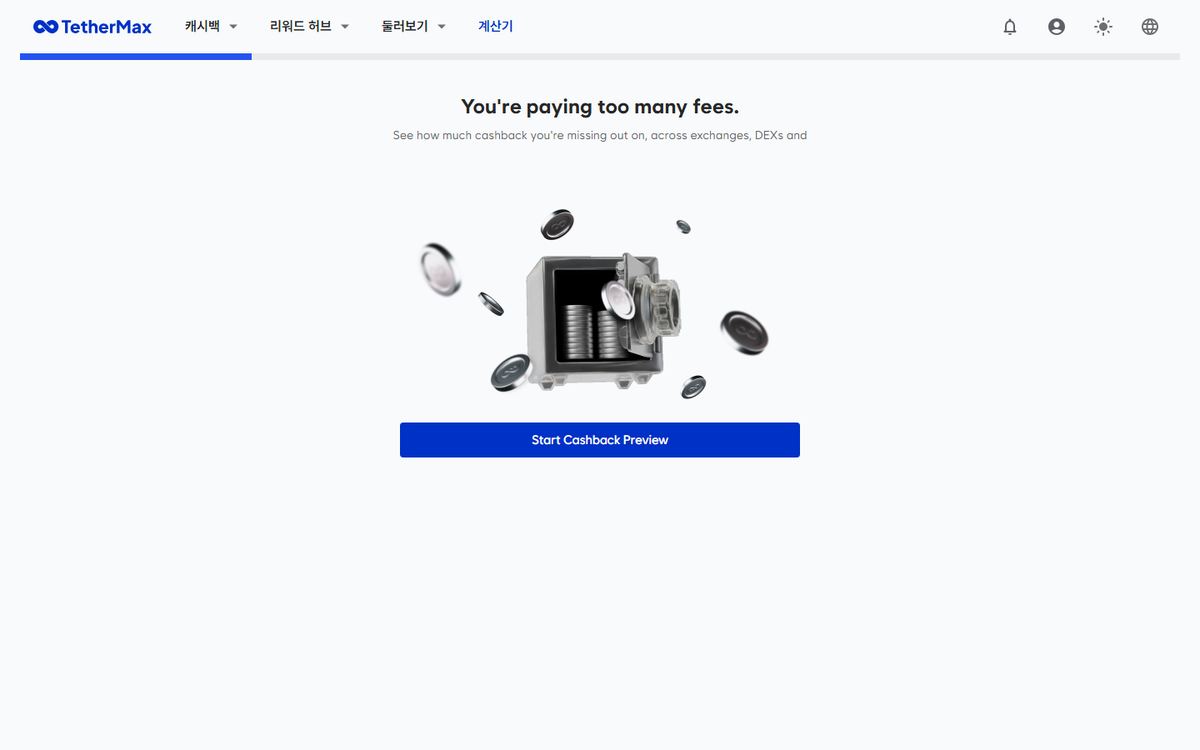 TetherMax 캐시백 리워드 허브 둘러보기 계산기
You're paying too many fees.
See how much cashback you're missing out on, across exchanges, DEXs and
Start Cashback Preview